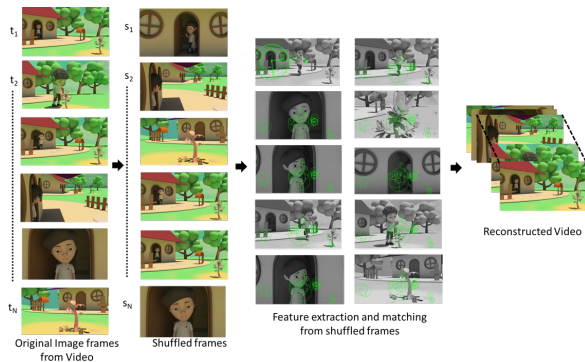 t1
t2
tN
s1
s2
sN
Original Image frames
from Video
Shuffled frames
Feature extraction and matching
from shuffled frames
Reconstructed Video